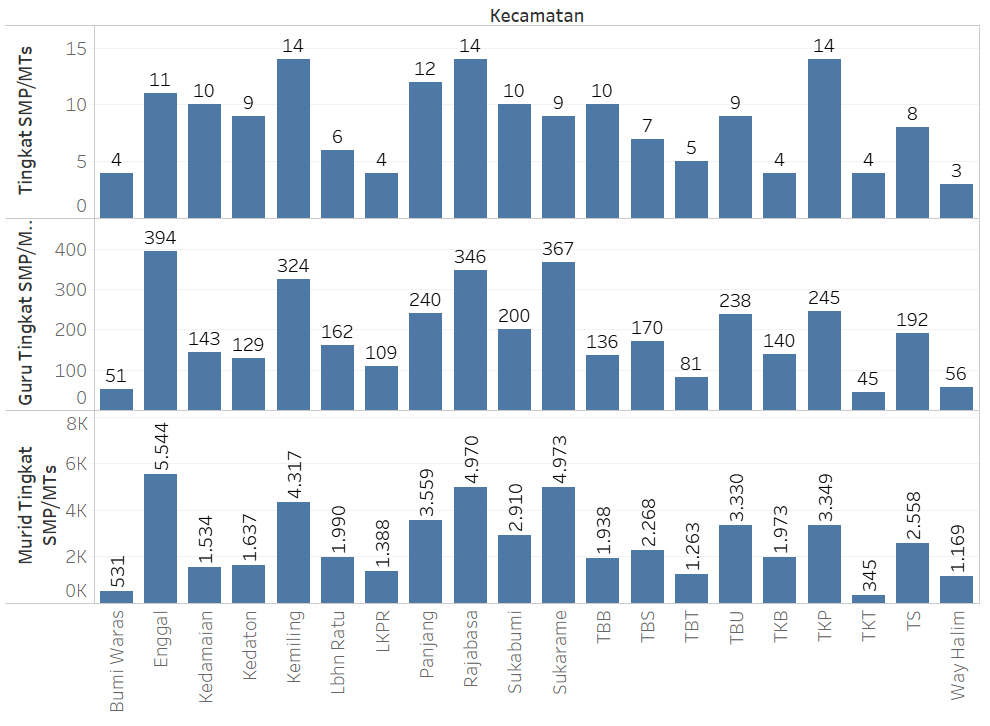 Kecamatan
Tingkat SMP/MTs
15
10
5
0
4
11
10
9
14
6
4
12
14
10
9
10
7
5
9
4
14
4
8
3
Guru Tingkat SMP/M..
400
300
200
100
0
51
394
143
129
324
162
109
240
346
200
367
136
170
81
238
140
245
45
192
56
Murid Tingkat
SMP/MTs
8K
6K
4K
2K
0K
531
5.544
1.534
1.637
4.317
1.990
1.388
3.559
4.970
2.910
4.973
1.938
2.268
1.263
3.330
1.973
3.349
345
2.558
1.169
Bumi Waras
Enggal
Kedamaian
Kedaton
Kemiling
Lbhn Ratu
LKPR
Panjang
Rajabasa
Sukabumi
Sukarame
TBB
TBS
TBT
TBU
TKB
TKP
TKT
TS
Way Halim